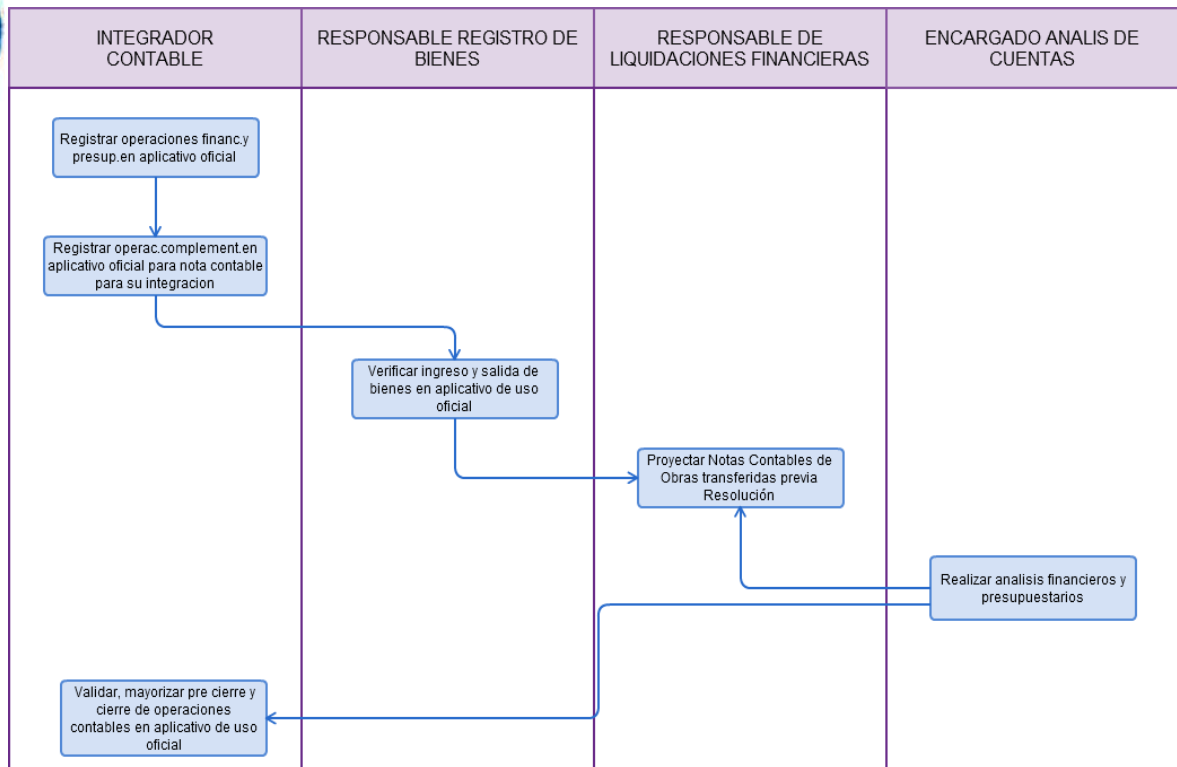 INTEGRADOR
CONTABLE
RESPONSABLE REGISTRO DE
BIENES
RESPONSABLE DE
LIQUIDACIONES FINANCIERAS
ENCARGADO ANALIS DE
CUENTAS
Registrar operaciones financ.y
presup.en aplicativo oficial
Registrar operac.complement.en
aplicativo oficial para nota contable
para su integracion
Verificar ingreso y salida de
bienes en aplicativo de uso
oficial
Proyectar Notas Contables de
Obras transferidas previa
Resolución
Realizar analisis financieros y
presupuestarios
Validar, mayorizar pre cierre y
cierre de operaciones
contables en aplicativo de uso
oficial